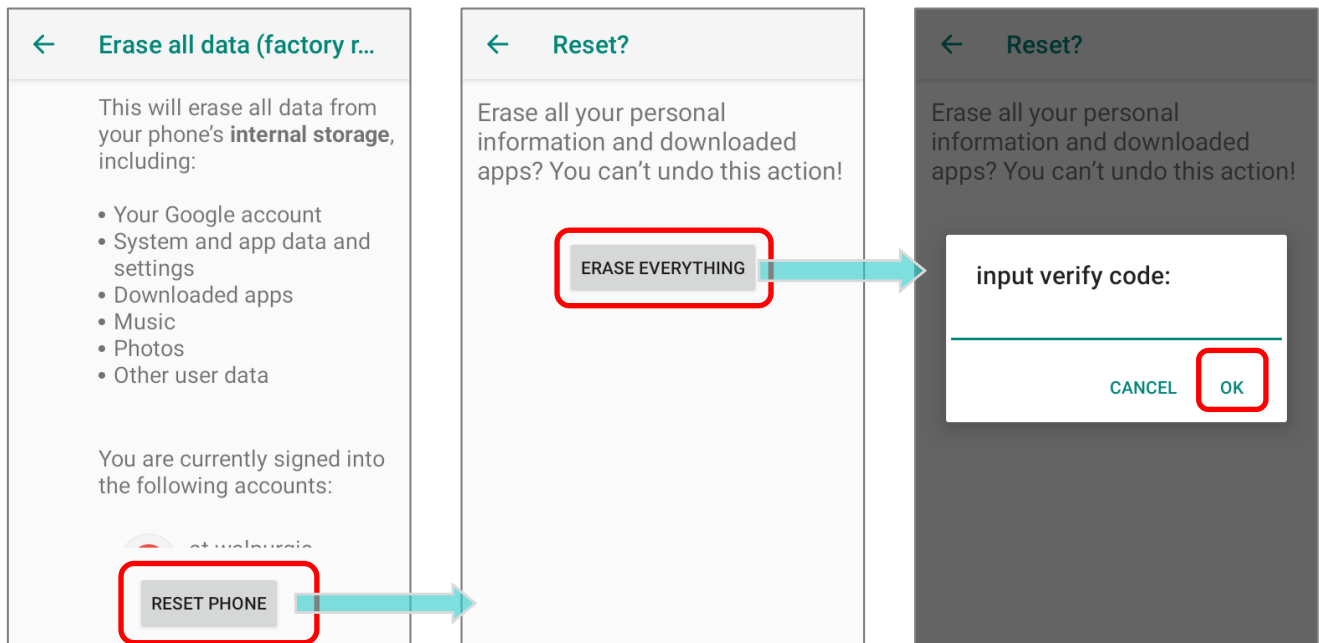 Erase all data (factory r...
This will erase all data from
your phone's internal storage,
including:
• Your Google account
• System and app data and
settings
• Downloaded apps
• Music
• Photos
• Other user data
You are currently signed into
the following accounts:
RESET PHONE
Reset?
Erase all your personal
information and downloaded
apps? You can't undo this action!
ERASE EVERYTHING
Reset?
Erase all your personal
information and downloaded
apps? You can't undo this action!
input verify code:
CANCEL OK